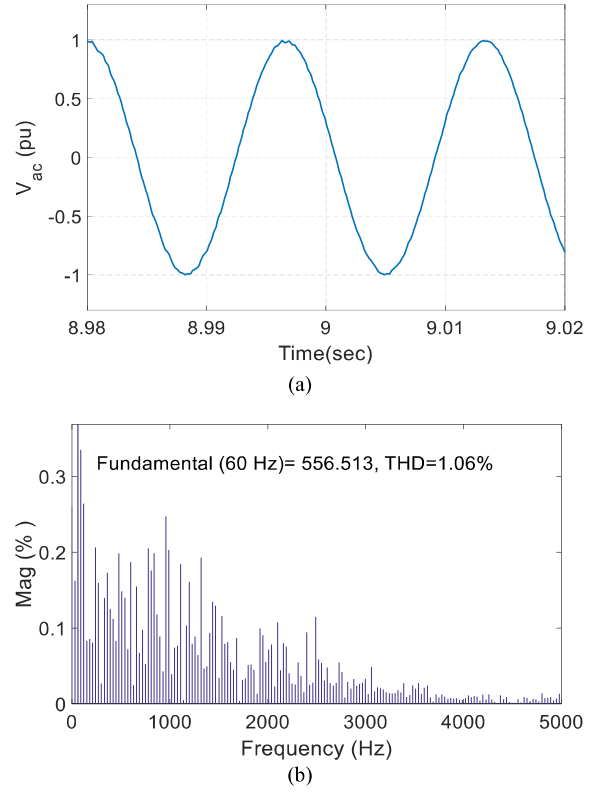 1
0.5
0
-0.5
-1
V_ac (pu)
8.98 8.99 9 9.01 9.02
Time(sec)
(a)
Fundamental (60 Hz)= 556.513, THD=1.06%
0.3
0.2
0.1
0
Mag (% )
0 1000 2000 3000 4000 5000
Frequency (Hz)
(b)